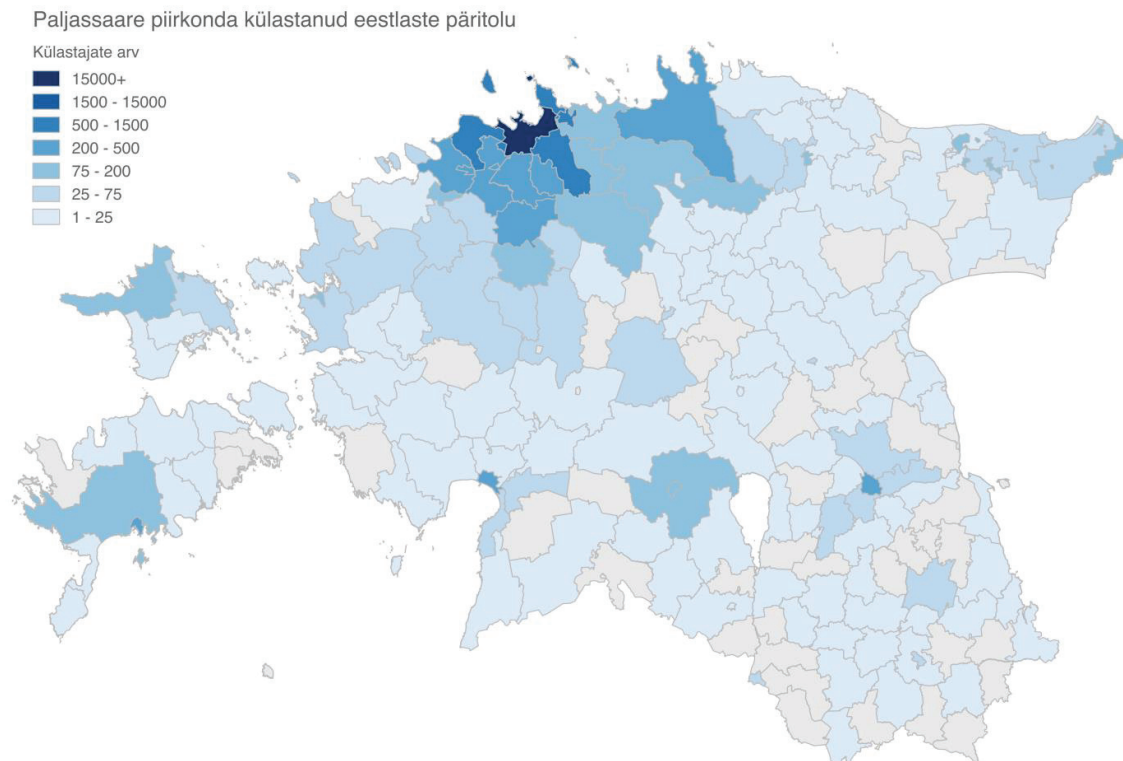 Paljassaare piirkonda külastanud eestlaste päritolu
Külastajate arv
15000+
1500 - 15000
500 - 1500
200 - 500
75 - 200
25 - 75
1 - 25